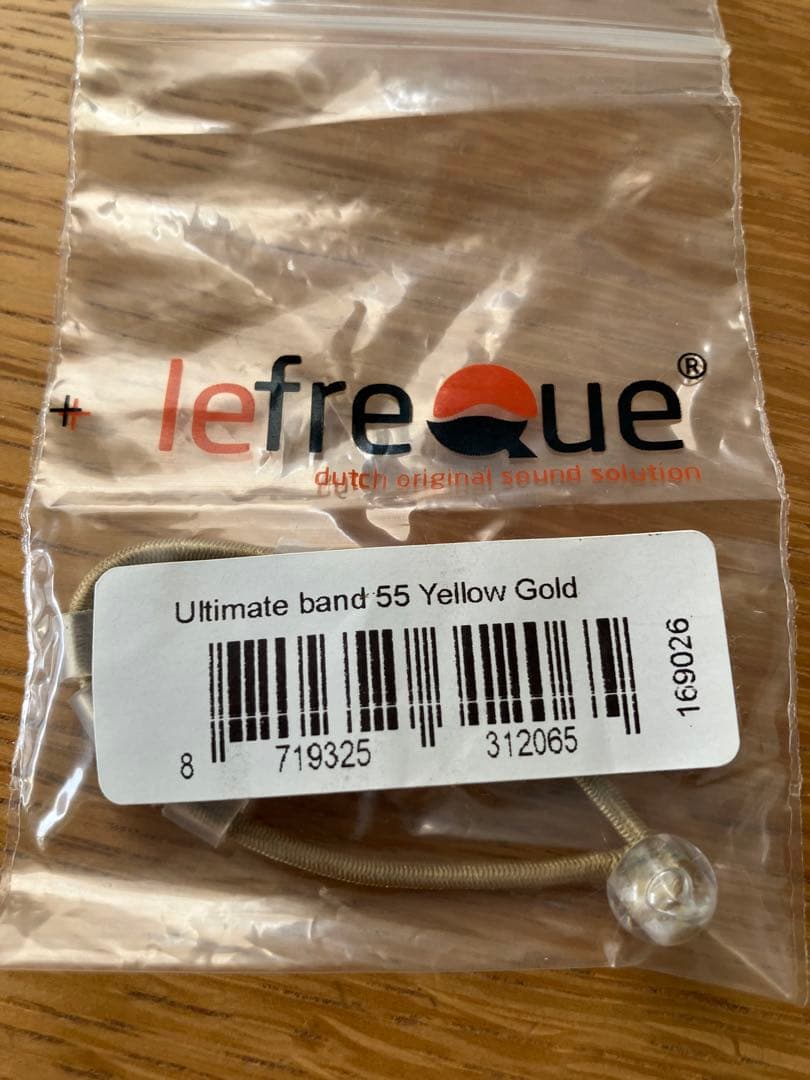 lefreQue®
dutch original sound solution
Ultimate band 55 Yellow Gold
8 719325 312065
169026